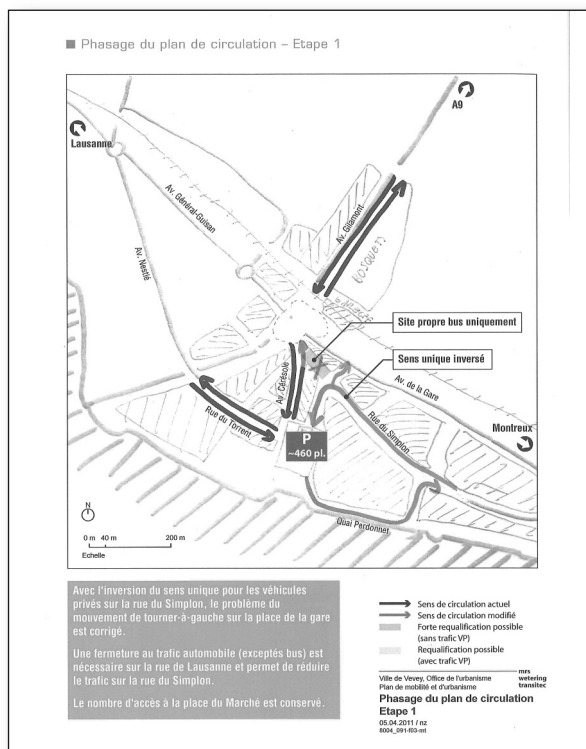 Phasage du plan de circulation – Etape 1
A9
Lausanne
Av. Général-Guisan
Av. Gilamont
BOSQUETS
Av. Nestlé
Site propre bus uniquement
Sens unique inversé
Av. de la Gare
Av. Cérésole
Rue du Torrent
Rue du Simplon
P
~460 pl.
Montreux
Quai Perdonnet
N
0 m 40 m 200 m
Echelle
Avec l'inversion du sens unique pour les véhicules
privés sur la rue du Simplon, le problème du
mouvement de tourner-à-gauche sur la place de la gare
est corrigé.
Une fermeture au trafic automobile (exceptés bus) est
nécessaire sur la rue de Lausanne et permet de réduire
le trafic sur la rue du Simplon.
Le nombre d'accès à la place du Marché est conservé.
Sens de circulation actuel
Sens de circulation modifié
Forte requalification possible
(sans trafic VP)
Requalification possible
(avec trafic VP)
Ville de Vevey, Office de l'urbanisme
Plan de mobilité et d'urbanisme
mrs
wetering
transitec
Phasage du plan de circulation
Etape 1
05.04.2011 / nz
8004_091-f03-mt